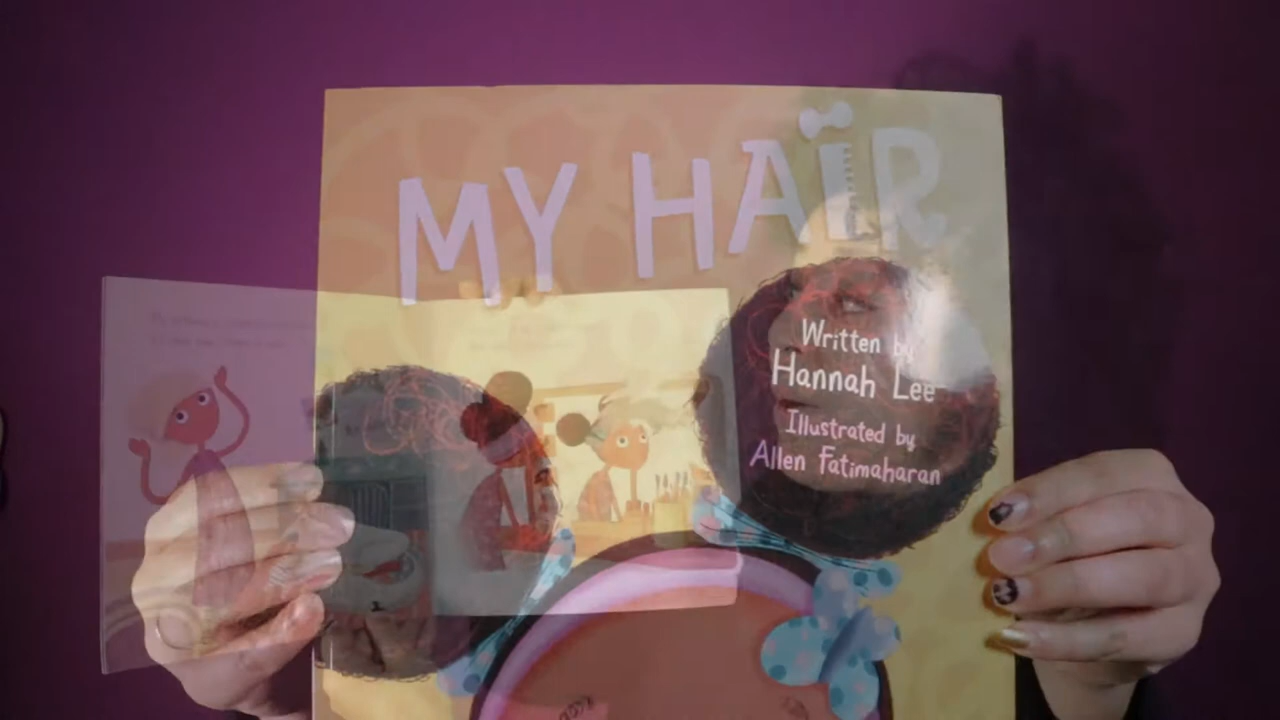 MY HAIR
Written by
Hannah Lee
Illustrated by
Allen Fatimaharan